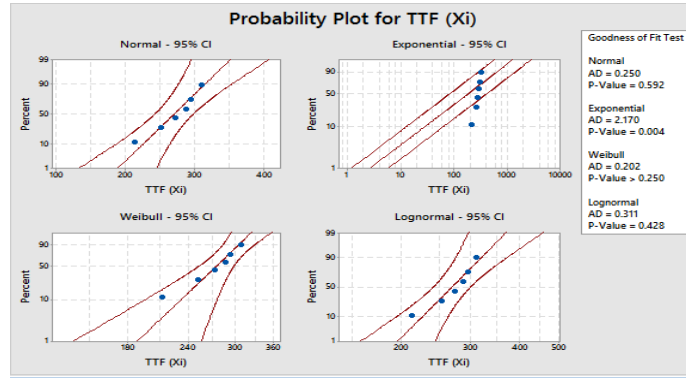 Probability Plot for TTF (Xi)
Normal - 95% CI
99
90
50
10
1
Percent
100
200
300
400
TTF (Xi)
Exponential - 95% CI
90
50
10
1
Percent
1
10
100
1000
10000
TTF (Xi)
Goodness of Fit Test
Normal
AD = 0.250
P-Value = 0.592
Exponential
AD = 2.170
P-Value = 0.004
Weibull
AD = 0.202
P-Value > 0.250
Lognormal
AD = 0.311
P-Value = 0.428
Weibull - 95% CI
90
50
10
1
Percent
180
240
300
360
TTF (Xi)
Lognormal - 95% CI
99
90
50
10
1
Percent
200
300
400
500
TTF (Xi)